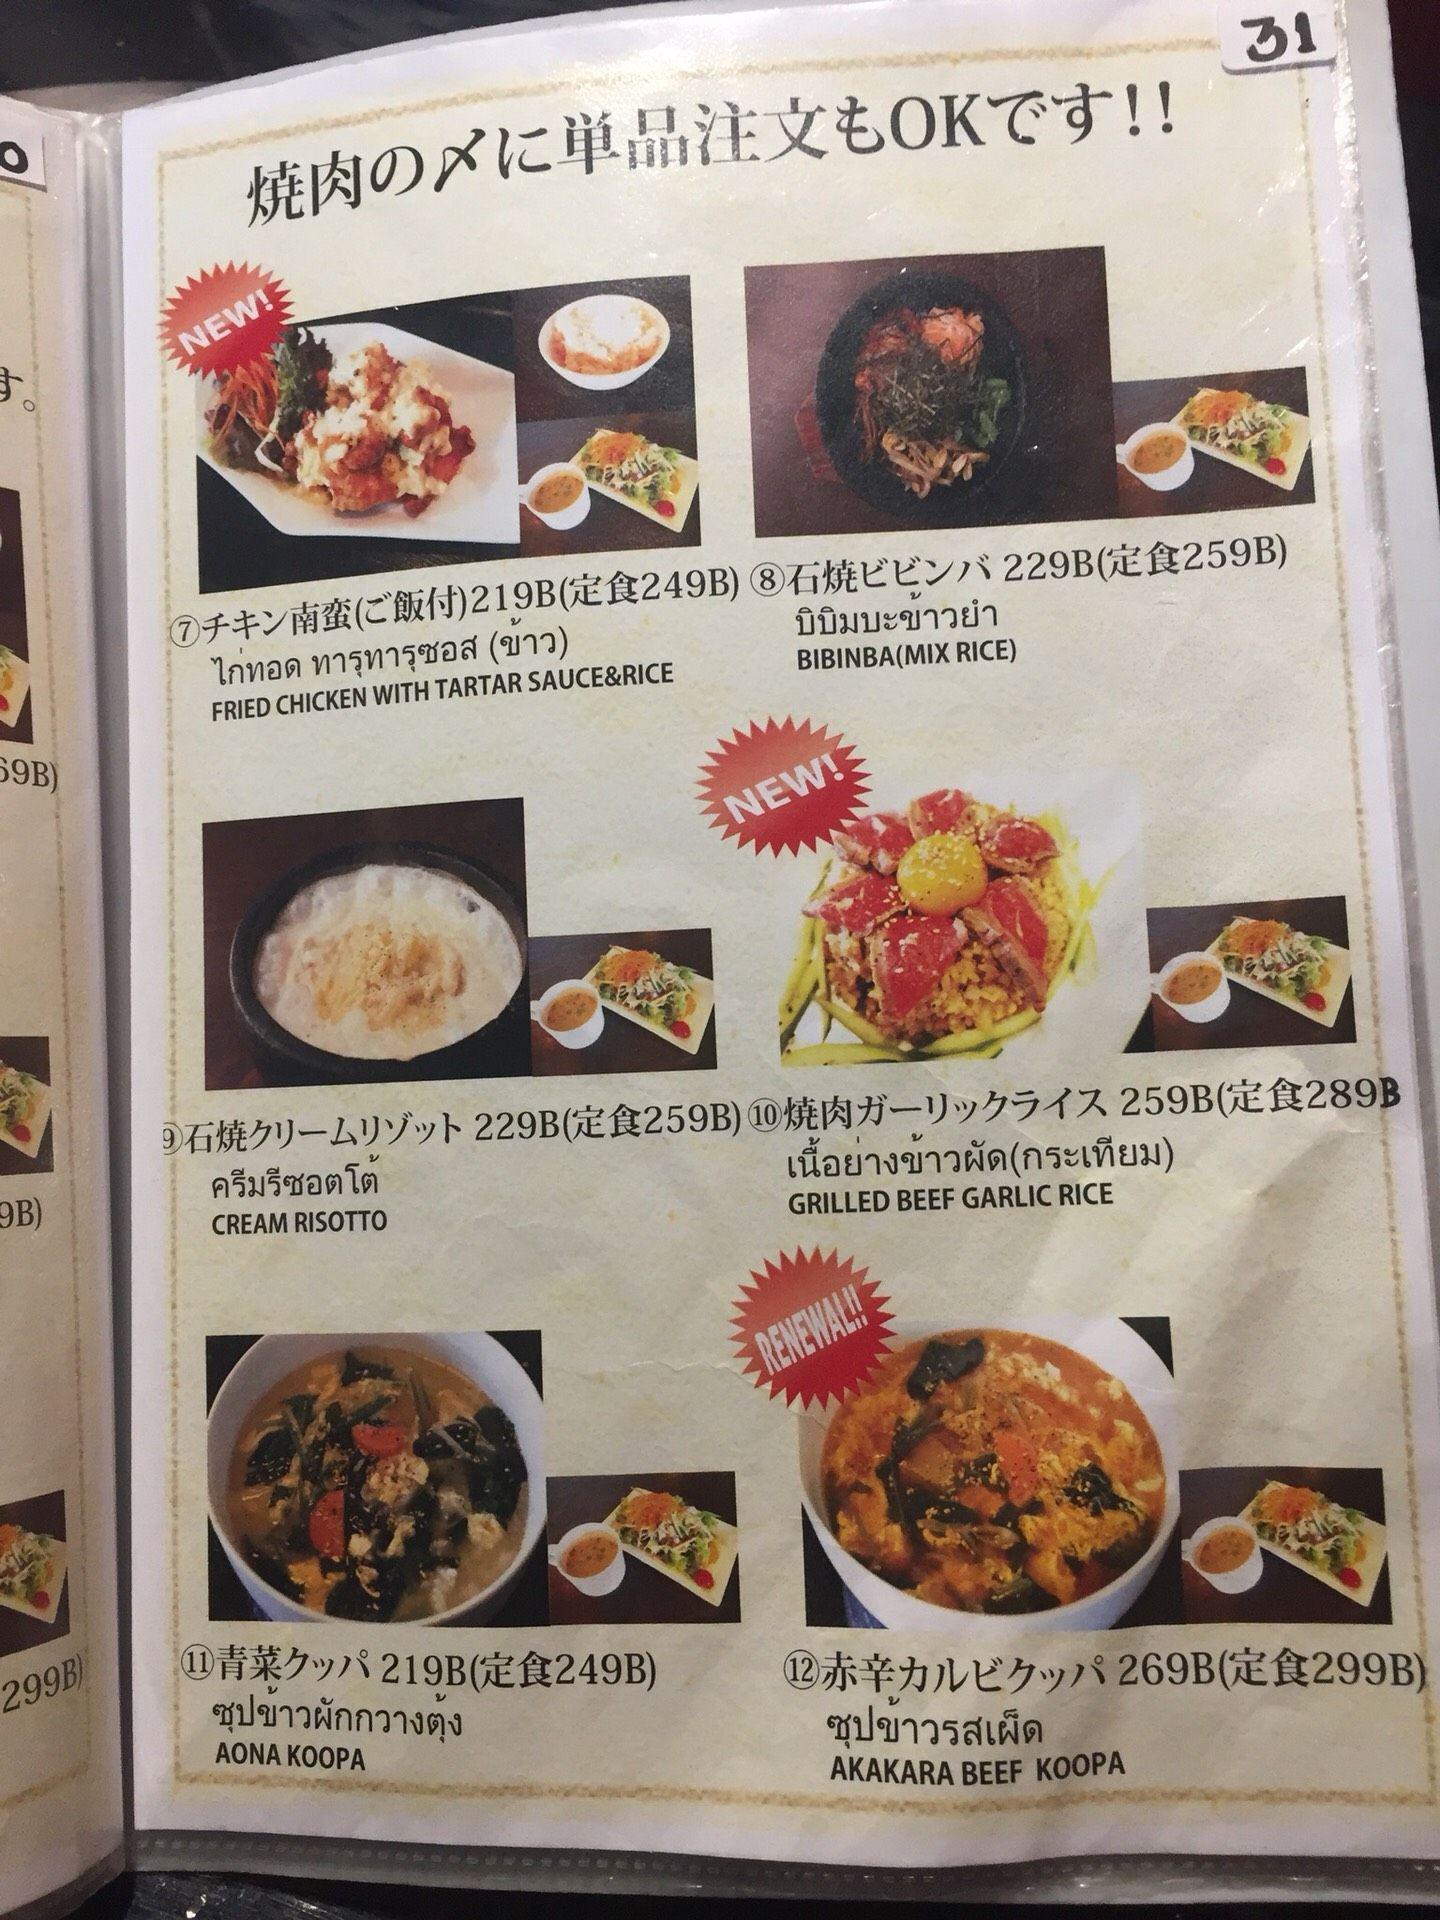 31
焼肉の〆に単品注文もOKです!!
NEW!
⑦チキン南蛮(ご飯付)219B(定食249B)
ไก่ทอด ทารุทารุซอส (ข้าว)
FRIED CHICKEN WITH TARTAR SAUCE&RICE
⑧石焼ビビンバ 229B(定食259B)
บิบิมบะข้าวยำ
BIBINBA(MIX RICE)
⑨石焼クリームリゾット 229B(定食259B)
ครีมรีซอตโต้
CREAM RISOTTO
NEW!
⑩焼肉ガーリックライス 259B(定食289B
เนื้อย่างข้าวผัด(กระเทียม)
GRILLED BEEF GARLIC RICE
⑪青菜クッパ 219B(定食249B)
ซุปข้าวผักกวางตุ้ง
AONA KOOPA
RENEWAL!!
⑫赤辛カルビクッパ 269B(定食299B)
ซุปข้าวรสเผ็ด
AKAKARA BEEF KOOPA
す。
69B)
9B)
299B)